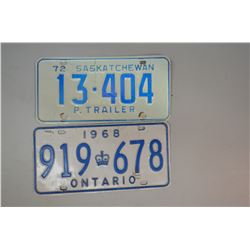 72 SASKATCHEWAN
13·404
P. TRAILER
1968
919 678
ONTARIO